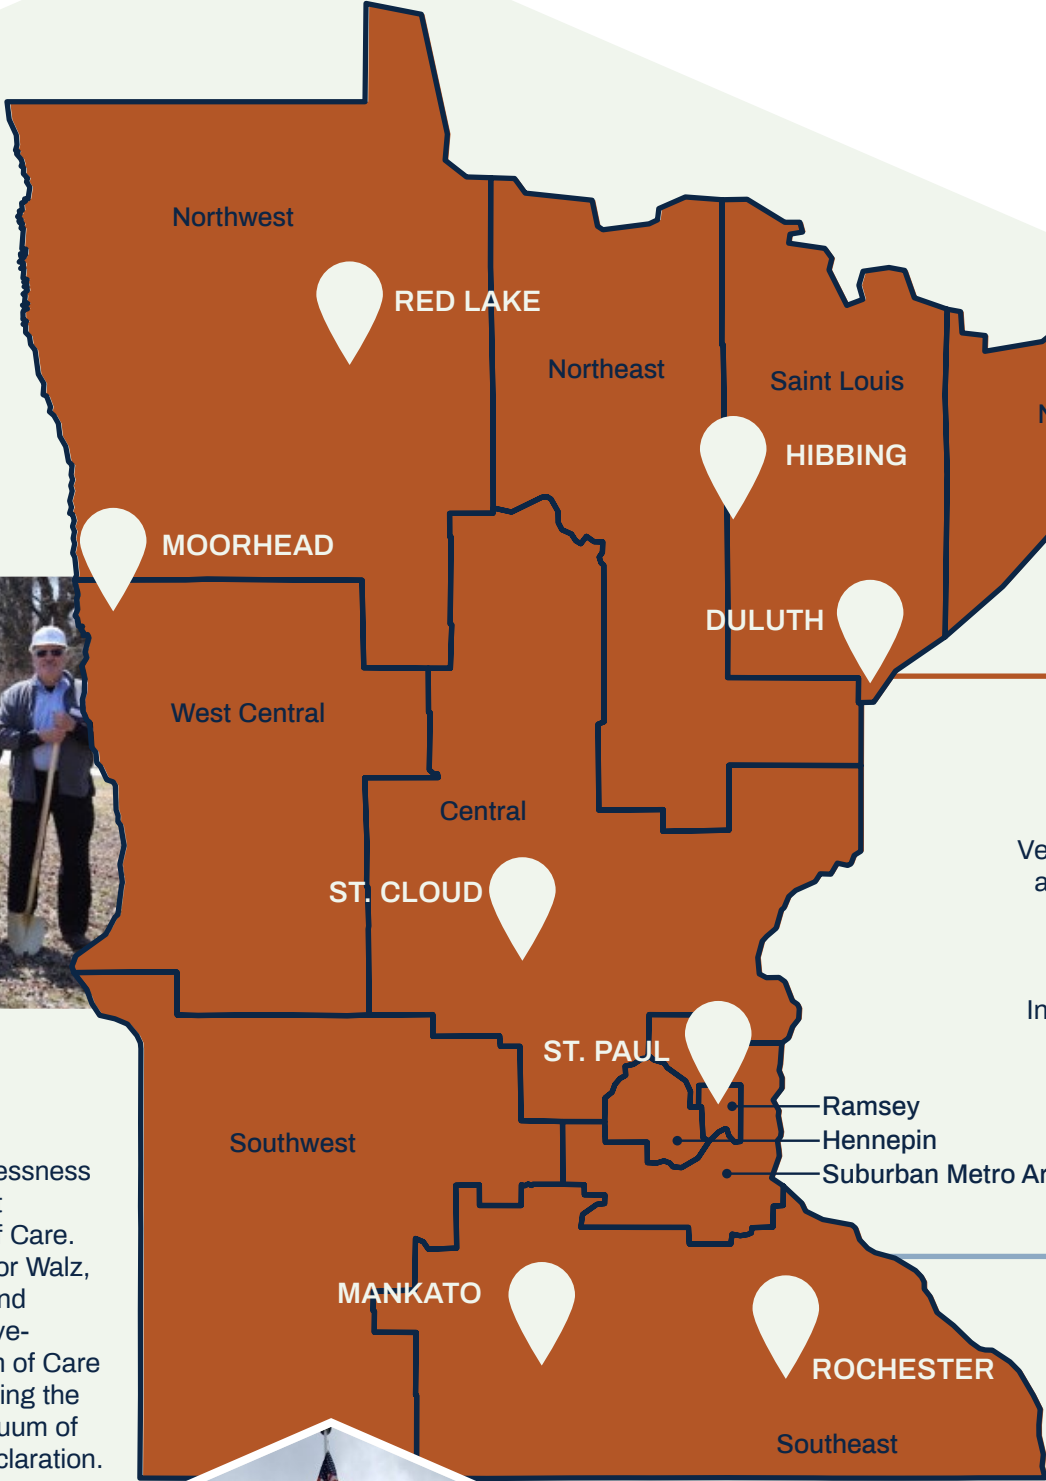 Northwest
RED LAKE
Northeast
Saint Louis
N
HIBBING
MOORHEAD
DULUTH
West Central
Central
Ve
a
ST. CLOUD
In
ST. PAUL
Ramsey
Hennepin
Suburban Metro Ar
Southwest
essness
f Care.
or Walz,
nd
ve-
n of Care
ing the
uum of
claration.
MANKATO
ROCHESTER
Southeast